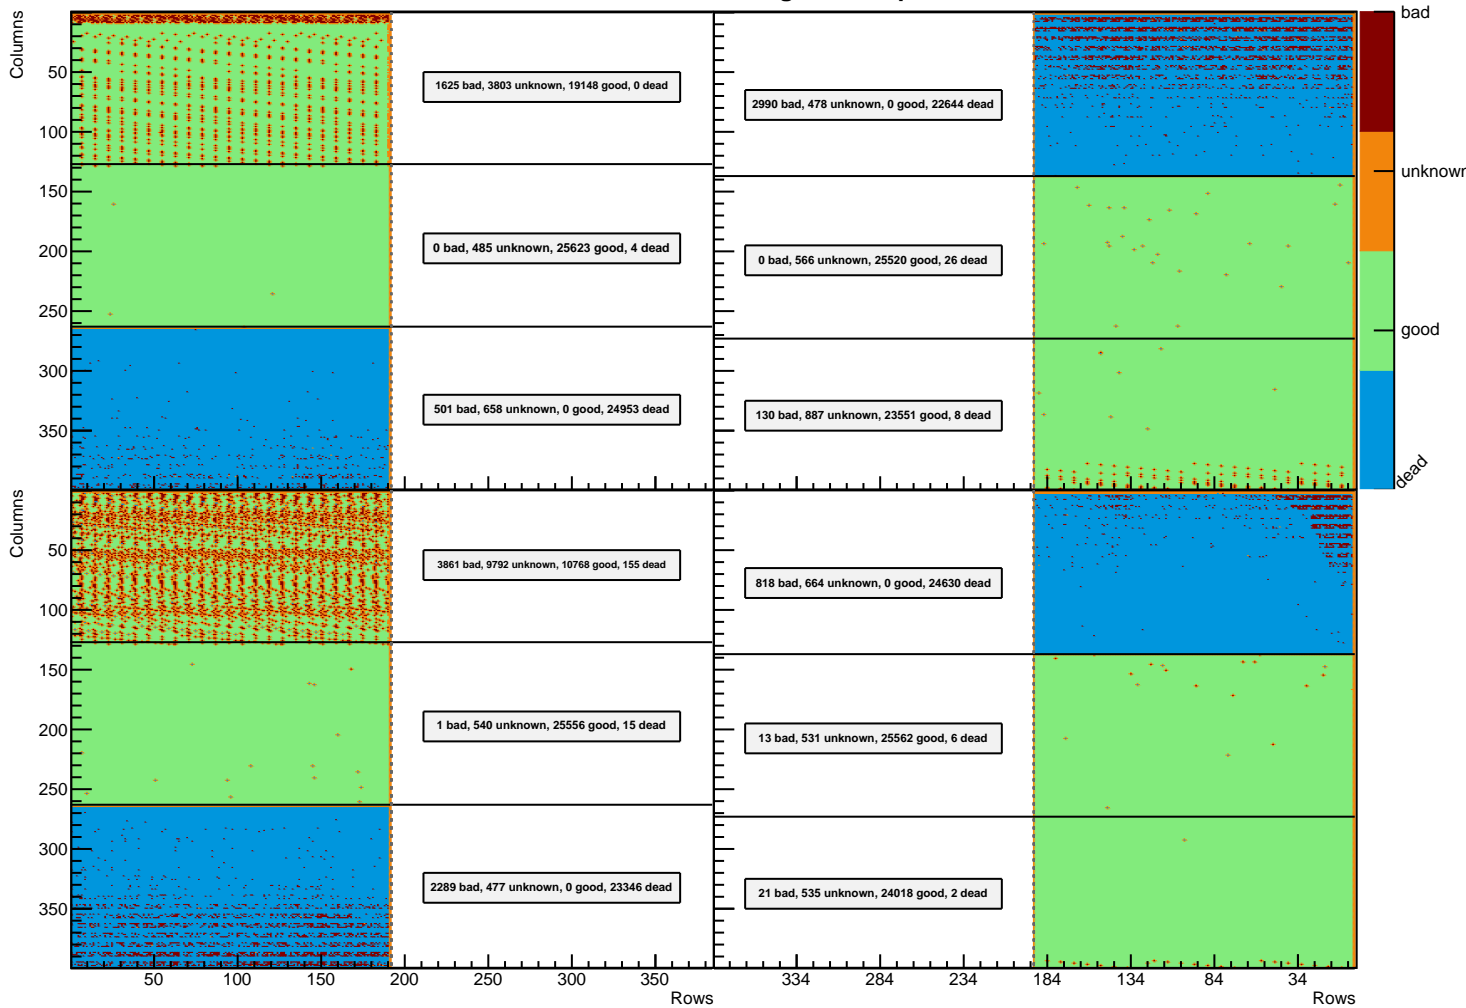 Columns
50
100
150
200
250
300
350
1625 bad, 3803 unknown, 19148 good, 0 dead
0 bad, 485 unknown, 25623 good, 4 dead
501 bad, 658 unknown, 0 good, 24953 dead
2990 bad, 478 unknown, 0 good, 22644 dead
0 bad, 566 unknown, 25520 good, 26 dead
130 bad, 887 unknown, 23551 good, 8 dead
bad
unknown
good
dead
Columns
50
100
150
200
250
300
350
3861 bad, 9792 unknown, 10768 good, 155 dead
1 bad, 540 unknown, 25556 good, 15 dead
2289 bad, 477 unknown, 0 good, 23346 dead
50 100 150 200 250 300 350
Rows
818 bad, 664 unknown, 0 good, 24630 dead
13 bad, 531 unknown, 25562 good, 6 dead
21 bad, 535 unknown, 24018 good, 2 dead
334 284 234 184 134 84 34
Rows